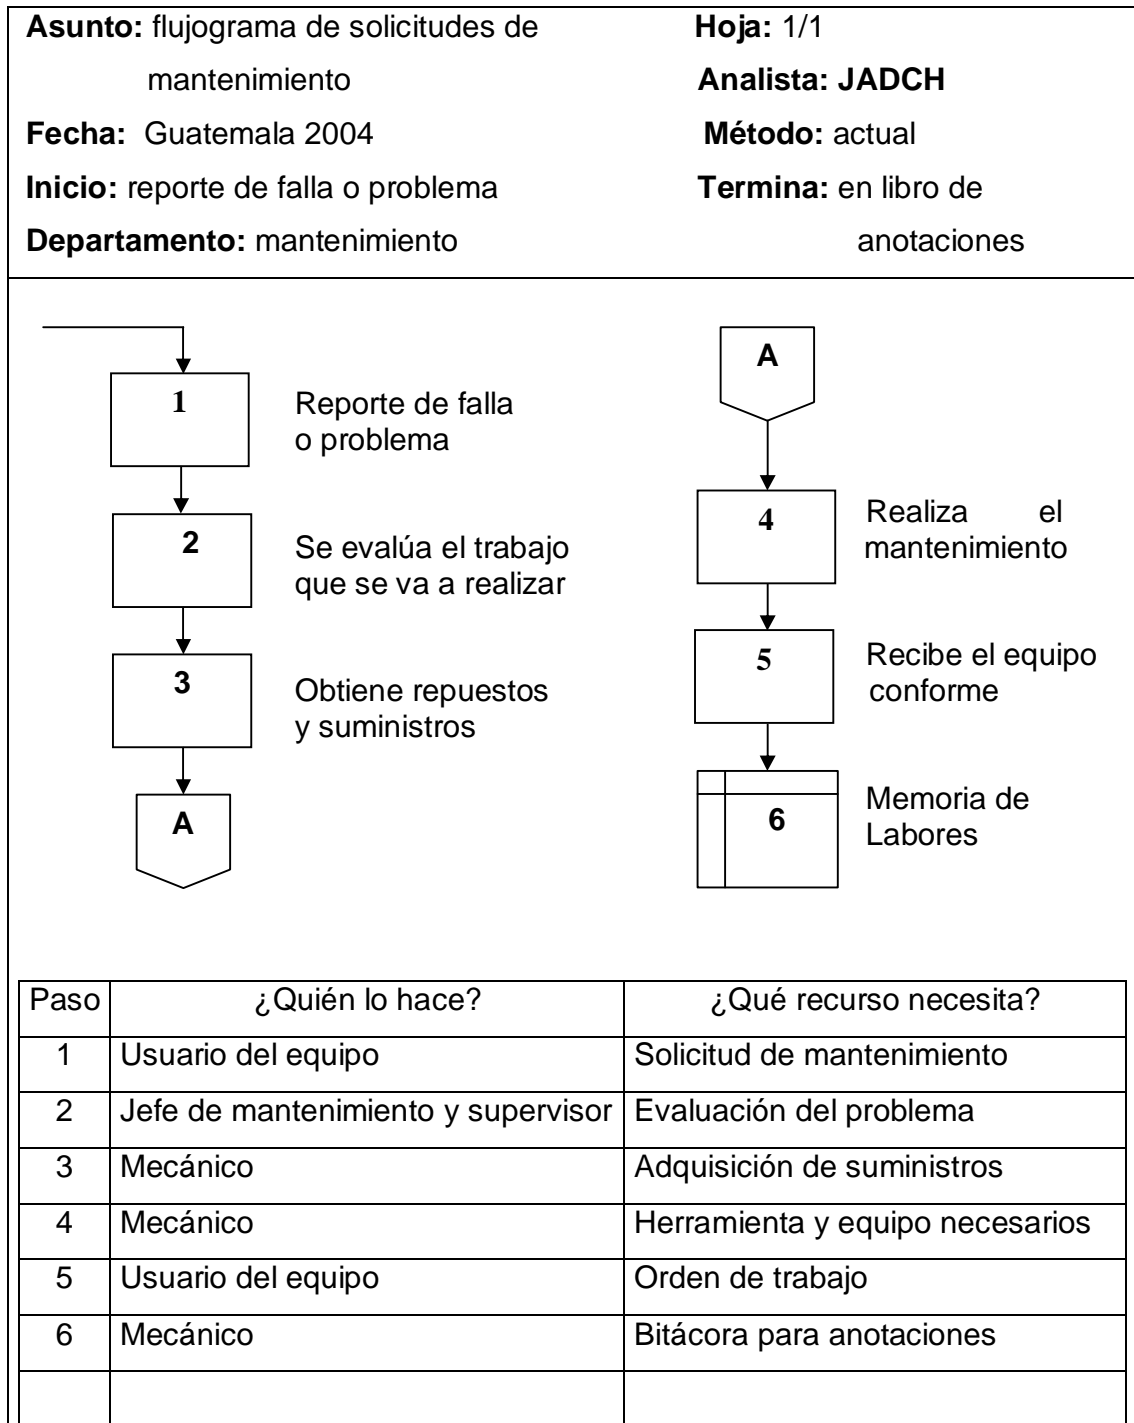 Asunto: flujograma de solicitudes de
mantenimiento
Fecha: Guatemala 2004
Inicio: reporte de falla o problema
Departamento: mantenimiento
Hoja: 1/1
Analista: JADCH
Método: actual
Termina: en libro de
anotaciones
1
Reporte de falla
o problema
2
Se evalúa el trabajo
que se va a realizar
3
Obtiene repuestos
y suministros
A
A
4
Realiza el
mantenimiento
5
Recibe el equipo
conforme
6
Memoria de
Labores
Paso ¿Quién lo hace? ¿Qué recurso necesita?
1 Usuario del equipo Solicitud de mantenimiento
2 Jefe de mantenimiento y supervisor Evaluación del problema
3 Mecánico Adquisición de suministros
4 Mecánico Herramienta y equipo necesarios
5 Usuario del equipo Orden de trabajo
6 Mecánico Bitácora para anotaciones